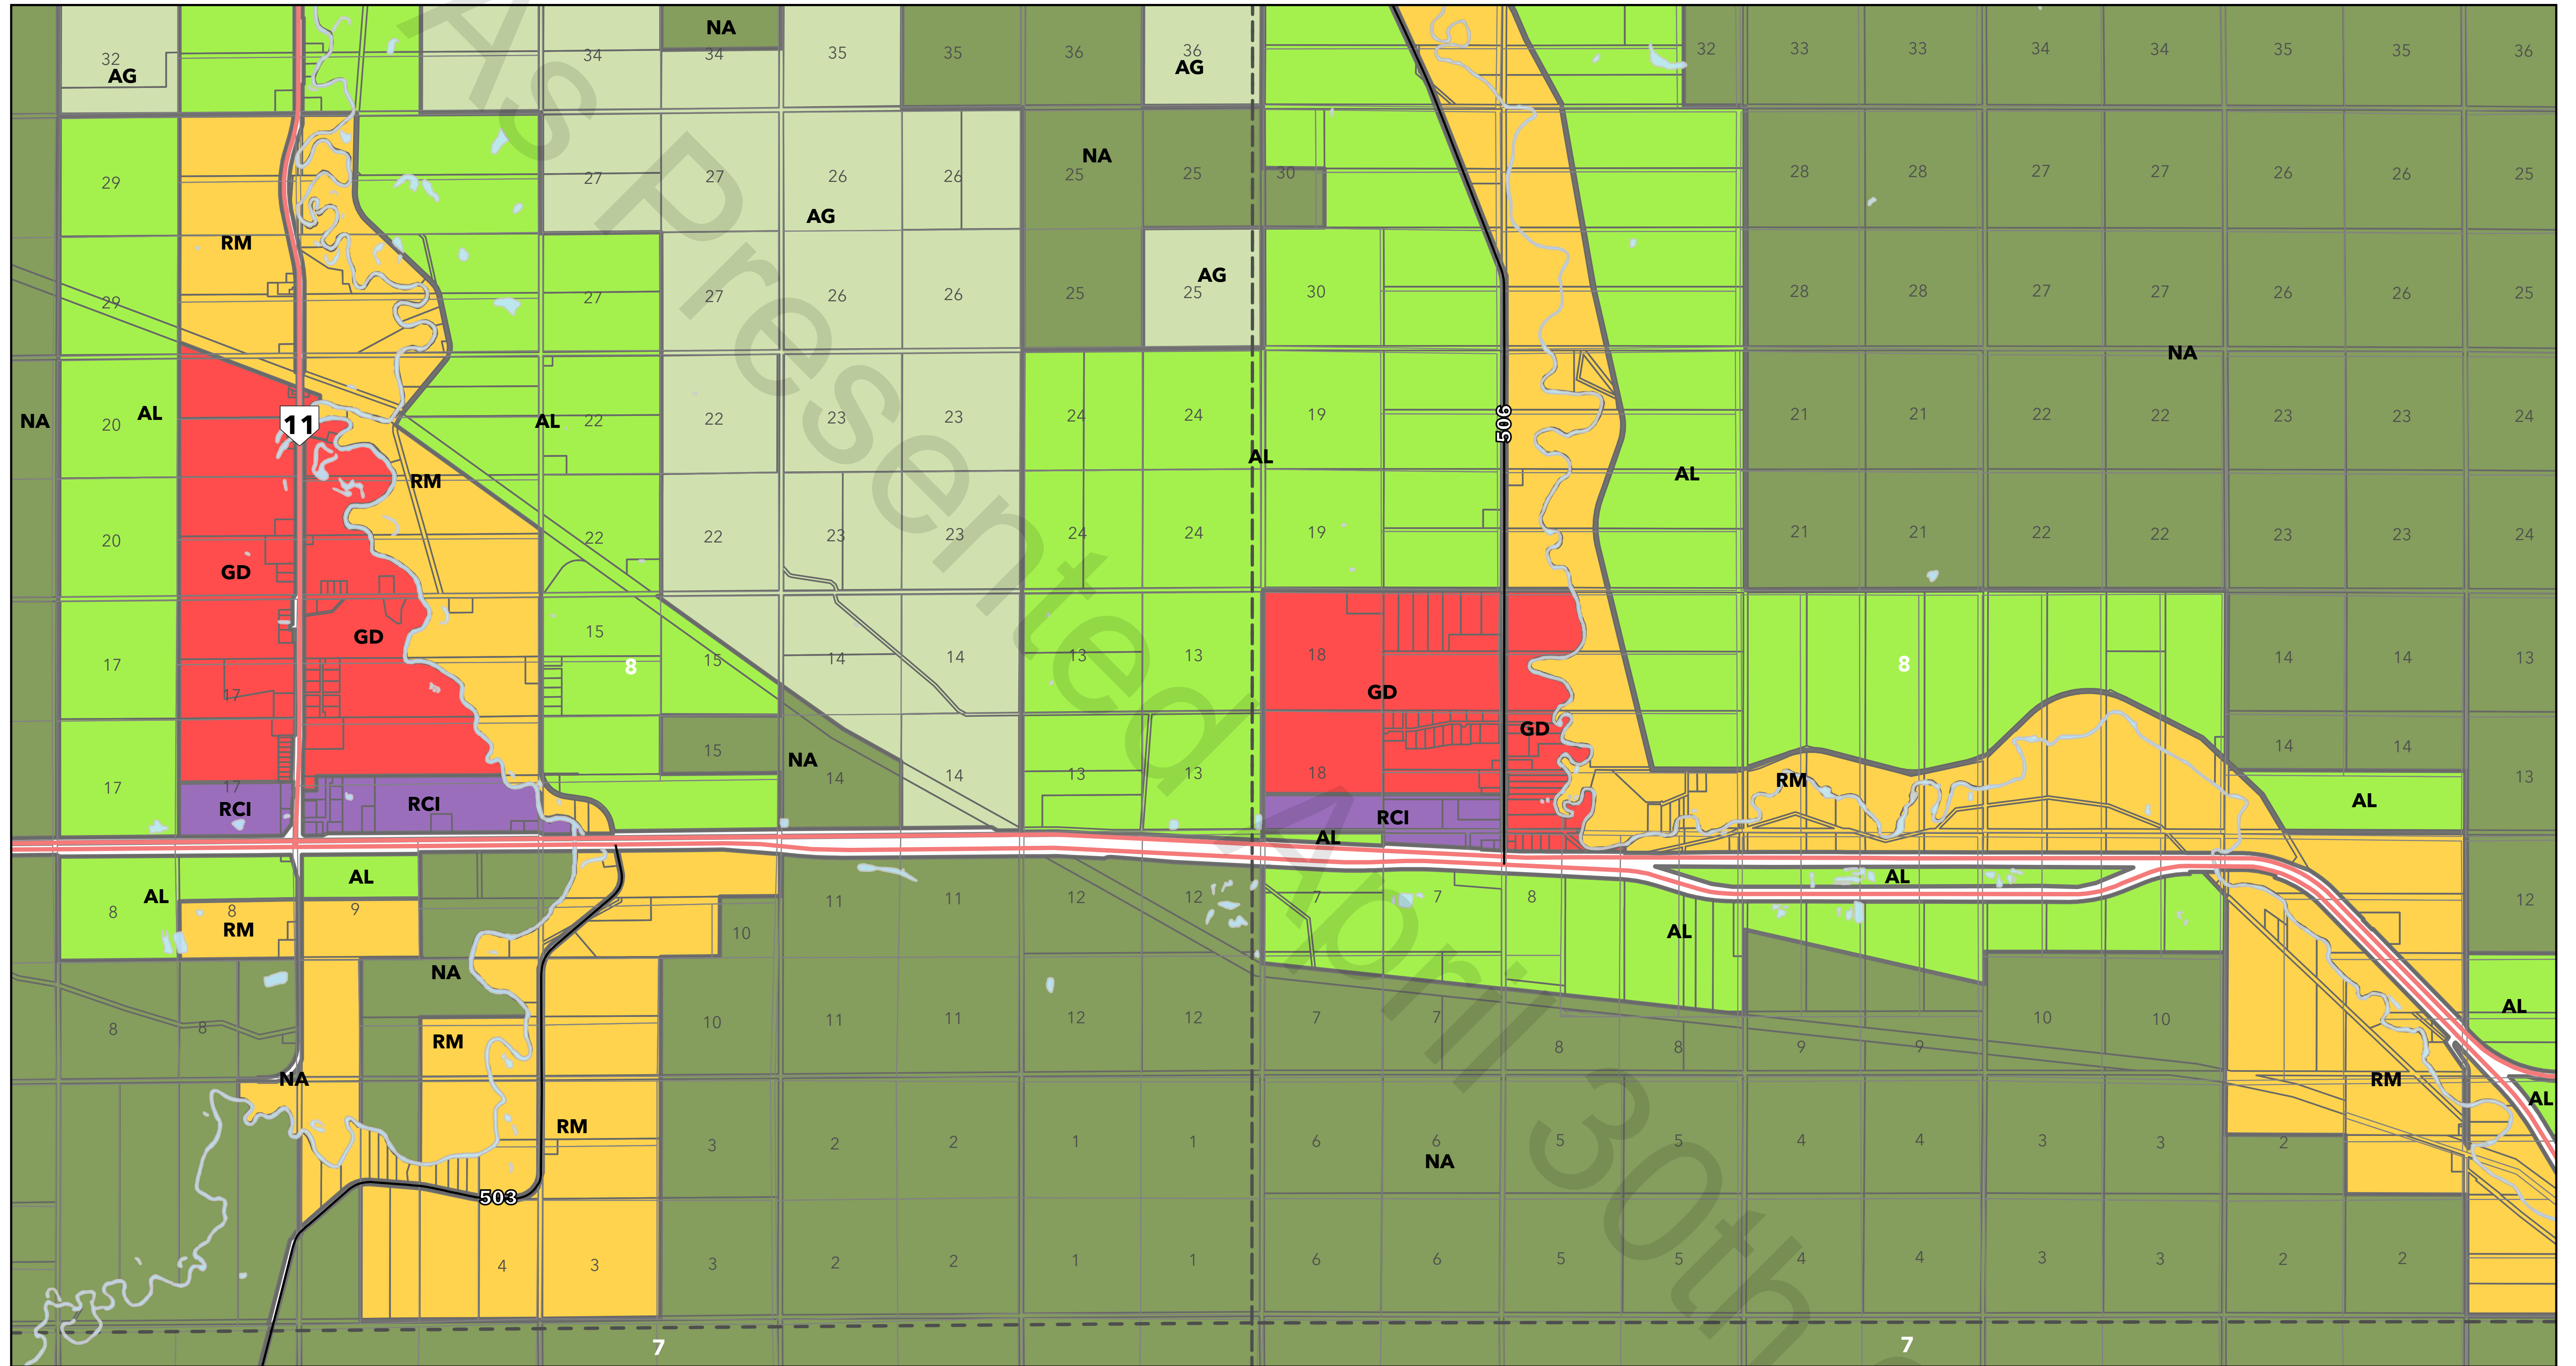 NA
32 AG 34 34 35 35 36 36 AG 32 33 33 34 34 35 35 36
As Presented April 30th
29 27 27 26 26 NA 25 25 30 28 28 27 27 26 26 25
RM AG
29 27 27 26 26 25 AG 25 30 28 28 27 27 26 26 25
NA
NA 20 AL 11 AL 22 22 23 23 24 24 19 506 21 21 22 22 23 23 24
RM AL AL
20 22 22 23 23 24 24 19 21 21 22 22 23 23 24
GD
GD 15
17 8 15 14 14 13 13 18 8 14 14 13
17 GD
GD
15 NA 14 14
17 17 14 14 13 13 18 RM 13
RCI RCI RCI AL
AL
AL AL
8 AL 8 9 11 11 12 12 7 7 8 12
RM 10 AL
NA
8 8 10 11 11 12 12 7 7 10 10 AL
RM 8 8 9 9
NA RM
AL
RM
3 2 2 1 1 6 6 5 5 4 4 3 3 2
NA
503
4 3 3 2 2 1 1 6 6 5 5 4 4 3 3 2 2
7 7